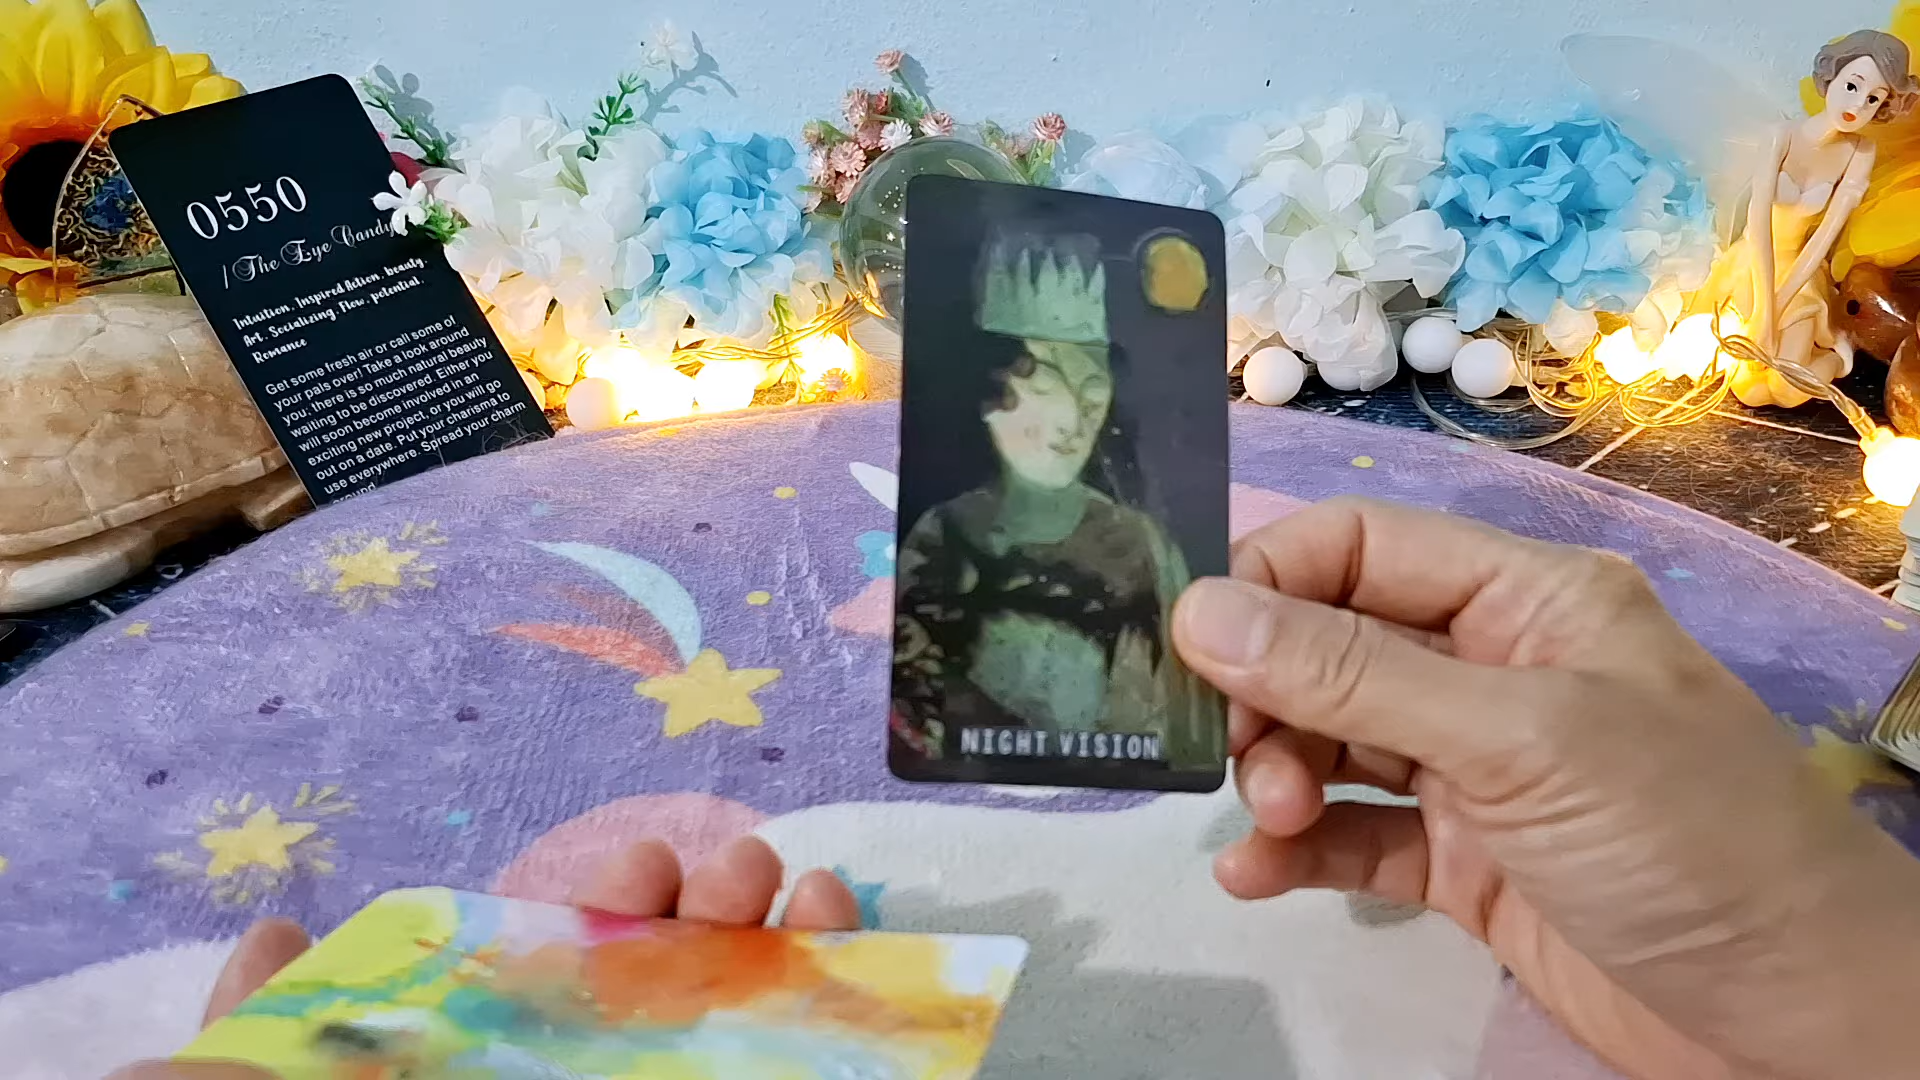 0550
/ The Eye Candy
Intuition. Inspired Action. beauty.
Art. Socializing. Flow. potential.
Romance
Get some fresh air or call some of
your pals over! Take a look around
you, there is so much natural beauty
waiting to be discovered. Either you
will soon become involved in an
exciting new project, or you will go
out on a date. Put your charisma to
use everywhere. Spread your charm
around
NIGHT VISION